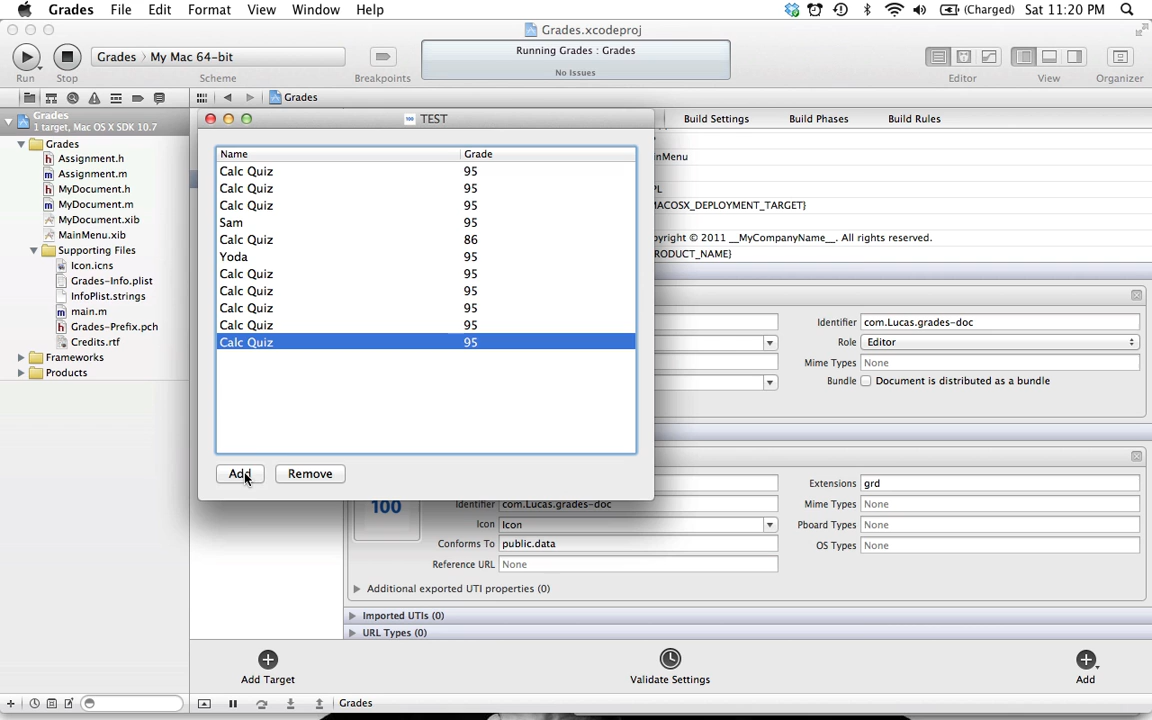 Grades File Edit Format View Window Help (Charged) Sat 11:20 PM
Grades.xcodeproj
Grades My Mac 64-bit
Running Grades : Grades
No Issues
Run Stop Scheme Breakpoints Editor View Organizer
Grades
Grades
1 target, Mac OS X SDK 10.7
Grades
Assignment.h
Assignment.m
MyDocument.h
MyDocument.m
MyDocument.xib
MainMenu.xib
Supporting Files
Icon.icns
Grades-Info.plist
InfoPlist.strings
main.m
Grades-Prefix.pch
Credits.rtf
Frameworks
Products
100 TEST
Name Grade
Calc Quiz 95
Calc Quiz 95
Calc Quiz 95
Sam 95
Calc Quiz 86
Yoda 95
Calc Quiz 95
Calc Quiz 95
Calc Quiz 95
Calc Quiz 95
Calc Quiz 95
Add Remove
Build Settings Build Phases Build Rules
inMenu
PL
MACOSX_DEPLOYMENT_TARGET}
pyright © 2011 __MyCompanyName__. All rights reserved.
RODUCT_NAME}
Identifier com.Lucas.grades-doc
Role Editor
Mime Types None
Bundle Document is distributed as a bundle
100
Identifier com.Lucas.grades-doc
Icon Icon
Conforms To public.data
Reference URL None
Extensions grd
Mime Types None
Pboard Types None
OS Types None
Additional exported UTI properties (0)
Imported UTIs (0)
URL Types (0)
Add Target Validate Settings Add
Grades